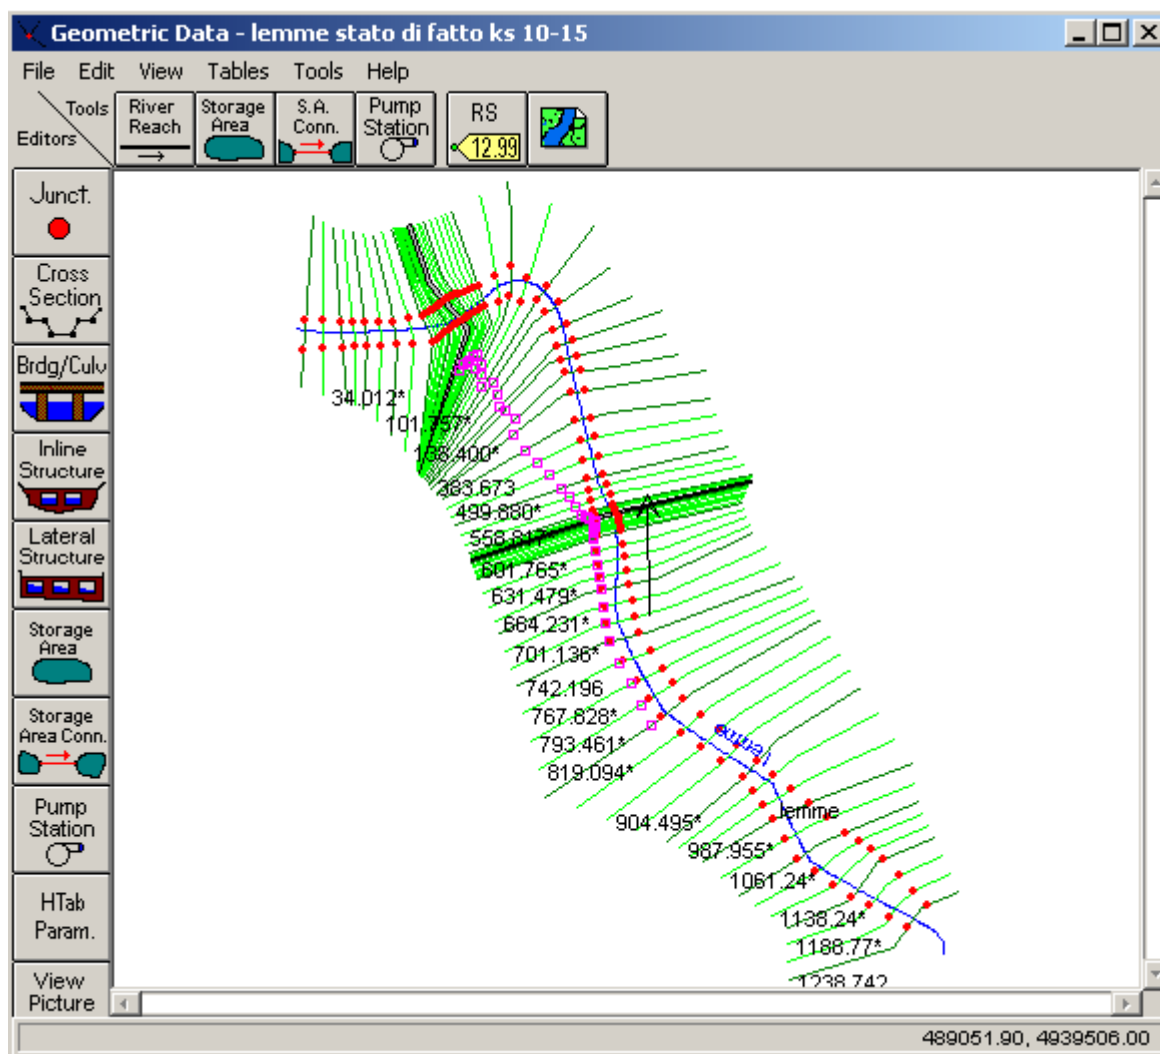 Geometric Data - lemme stato di fatto ks 10-15
File Edit View Tables Tools Help
Tools
Editors
River Reach
Storage Area
S.A. Conn.
Pump Station
RS
12.99
Junct.
Cross Section
Brdg/Culv
Inline Structure
Lateral Structure
Storage Area
Storage Area Conn.
Pump Station
HTab Param.
View Picture
34.012*
101.757*
138.400*
383.673
499.880*
558.817
601.765*
631.479*
664.231*
701.136*
742.196
767.828*
793.461*
819.094*
904.495*
987.955*
lemme
1061.24*
1138.24*
1188.77*
1238.742
489051.90, 4939506.00